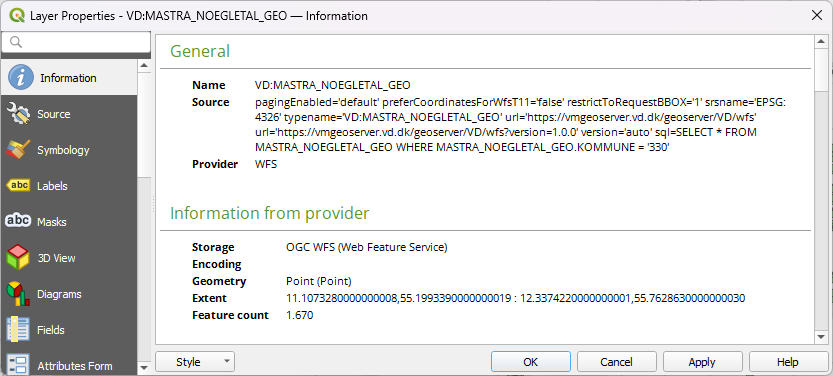 Layer Properties - VD:MASTRA_NOEGLETAL_GEO — Information
Information
Source
Symbology
abc Labels
abc Masks
3D View
Diagrams
Fields
Attributes Form
General
Name VD:MASTRA_NOEGLETAL_GEO
Source pagingEnabled='default' preferCoordinatesForWfsT11='false' restrictToRequestBBOX='1' srsname='EPSG:
4326' typename='VD:MASTRA_NOEGLETAL_GEO' url='https://vmgeoserver.vd.dk/geoserver/VD/wfs'
url='https://vmgeoserver.vd.dk/geoserver/VD/wfs?version=1.0.0' version='auto' sql=SELECT * FROM
MASTRA_NOEGLETAL_GEO WHERE MASTRA_NOEGLETAL_GEO.KOMMUNE = '330'
Provider WFS
Information from provider
Storage OGC WFS (Web Feature Service)
Encoding
Geometry Point (Point)
Extent 11.1073280000000008,55.1993390000000019 : 12.3374220000000001,55.7628630000000030
Feature count 1.670
Style
OK
Cancel
Apply
Help